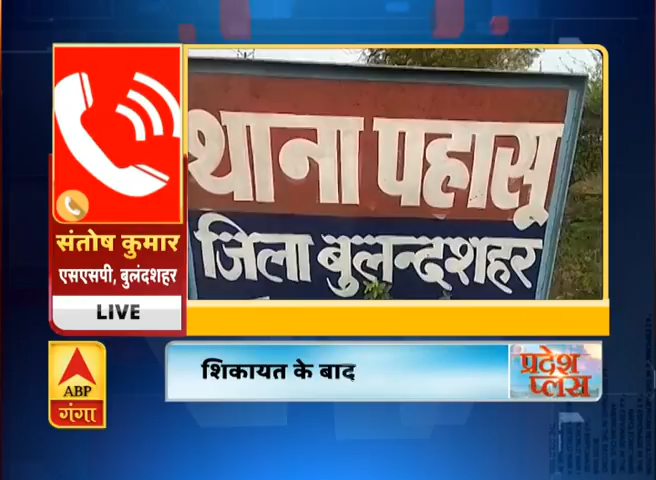 थाना पहासू
जिला बुलन्दशहर
संतोष कुमार
एसएसपी, बुलंदशहर
LIVE
ABP
गंगा
शिकायत के बाद
प्रदेश
प्लस